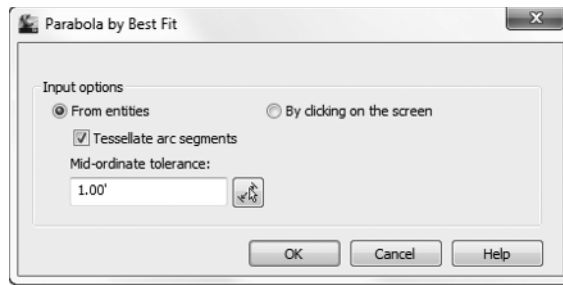 Parabola by Best Fit
Input options
From entities By clicking on the screen
Tessellate arc segments
Mid-ordinate tolerance:
1.00'
OK Cancel Help